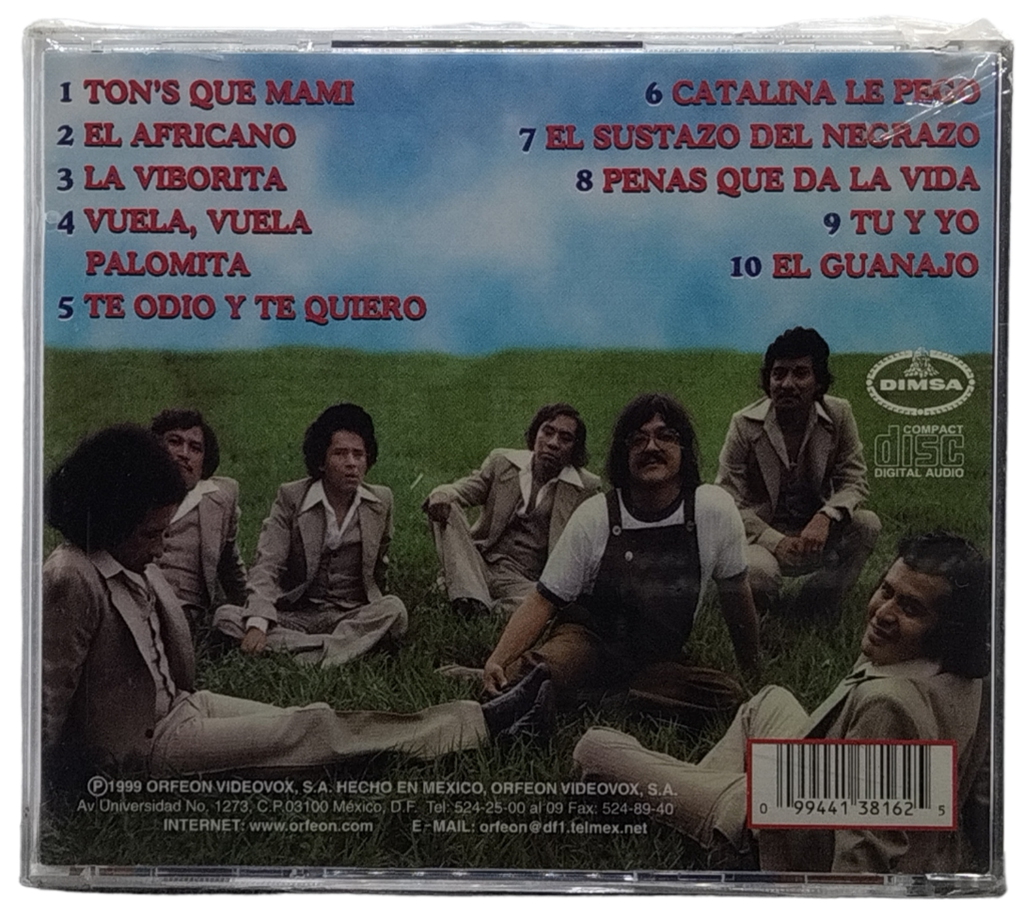 1 TON'S QUE MAMI
2 EL AFRICANO
3 LA VIBORITA
4 VUELA, VUELA
PALOMITA
5 TE ODIO Y TE QUIERO
6 CATALINA LE PEGO
7 EL SUSTAZO DEL NEGRAZO
8 PENAS QUE DA LA VIDA
9 TU Y YO
10 EL GUANAJO
DIMSA
COMPACT
disc
DIGITAL AUDIO
Ⓟ1999 ORFEON VIDEOVOX, S.A. HECHO EN MEXICO, ORFEON VIDEOVOX, S.A.
Av Universidad No. 1273, C.P.03100 México, D.F. Tel: 524-25-00 al 09 Fax: 524-89-40
INTERNET: www.orfeon.com E-MAIL: orfeon@df1.telmex.net
0 99441 38162 5